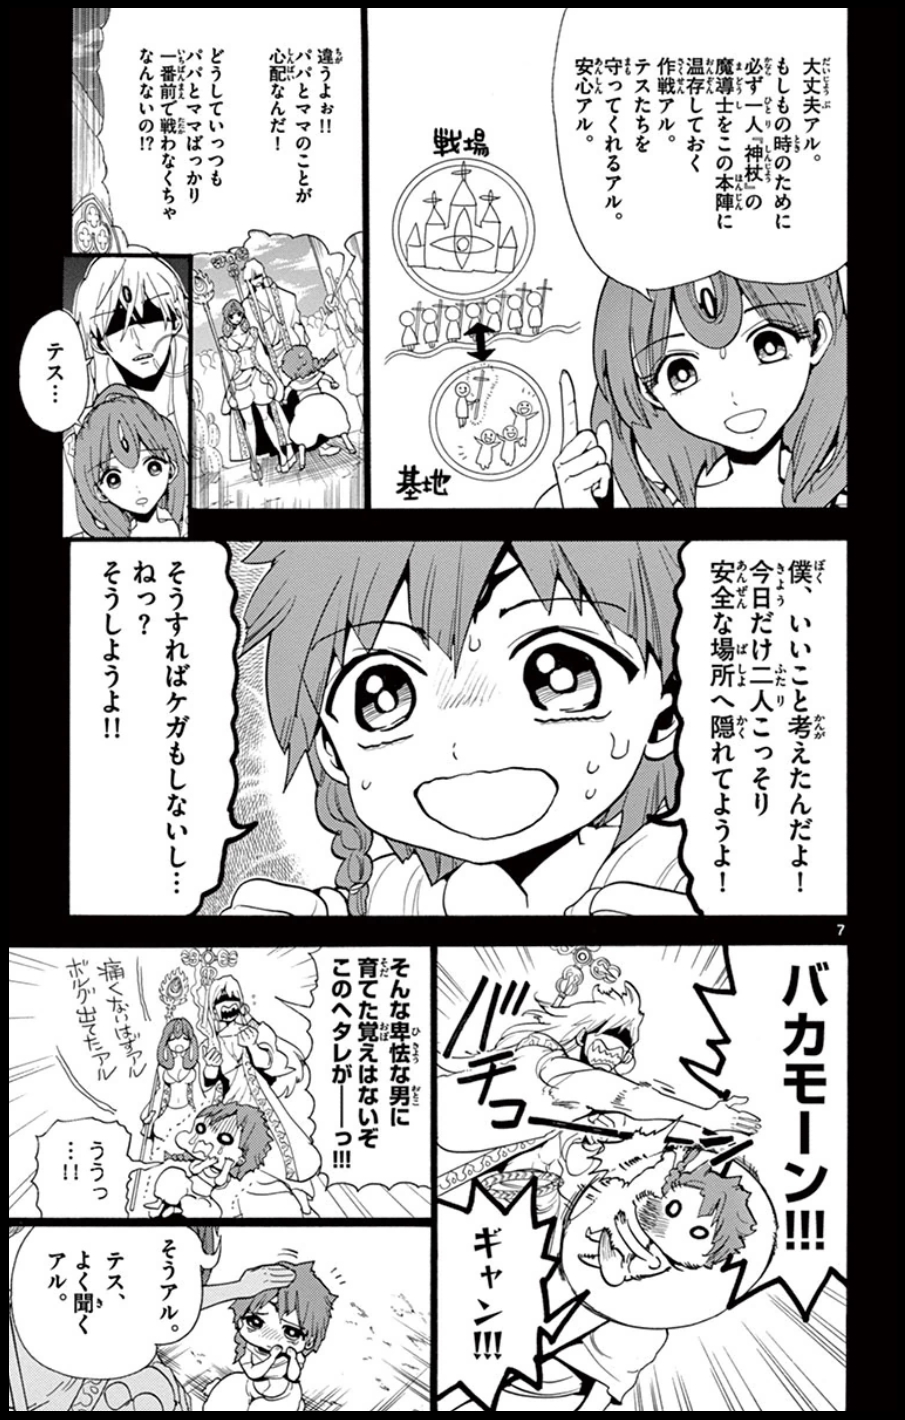 大丈夫アル。
もしもの時のために
必ず一人『神杖』の
魔導士をこの本陣に
温存しておく
作戦アル。
テスたちを
守ってくれるアル。
安心アル。
戦場
基地
違うよぉ!!
パパとママのことが
心配なんだ!
どうしていっつも
パパとママばっかり
一番前で戦わなくちゃ
なんないの!?
テス…
僕、いいこと考えたんだよ!
今日だけ二人こっそり
安全な場所へ隠れてようよ!
そうすればケガもしないし…
ねっ?
そうしようよ!!
7
バカモーン!!!
バチコーン
ギャン!!!
そんな卑怯な男に
育てた覚えはないぞ
このヘタレが――っ!!!
痛くないはずアル
ボルグ出てたアル
ううっ
…!!
そうアル。
テス、
よく聞く
アル。